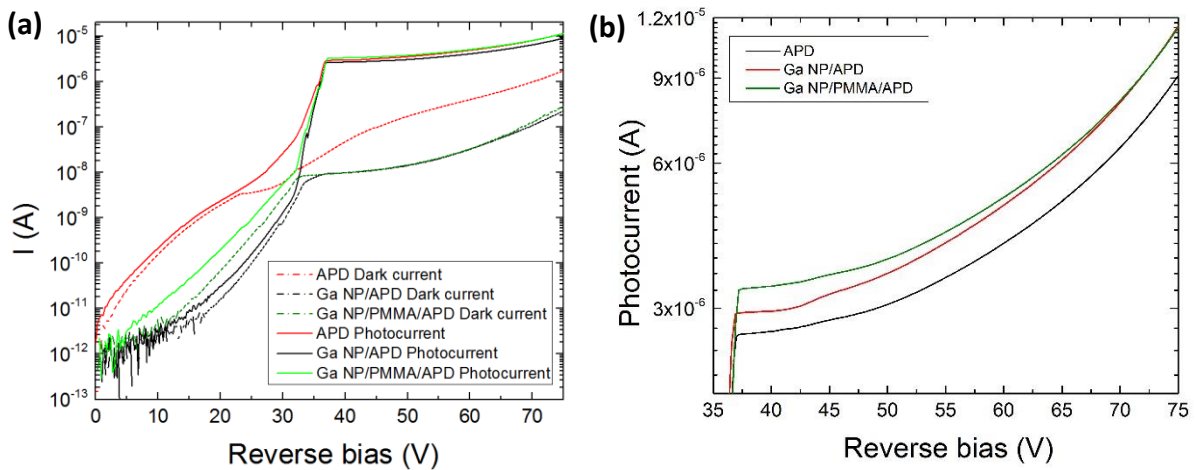 (a)
I (A)
10⁻⁵
10⁻⁶
10⁻⁷
10⁻⁸
10⁻⁹
10⁻¹⁰
10⁻¹¹
10⁻¹²
10⁻¹³
APD Dark current
Ga NP/APD Dark current
Ga NP/PMMA/APD Dark current
APD Photocurrent
Ga NP/APD Photocurrent
Ga NP/PMMA/APD Photocurrent
0 10 20 30 40 50 60 70
Reverse bias (V)
(b)
Photocurrent (A)
1.2x10⁻⁵
9x10⁻⁶
6x10⁻⁶
3x10⁻⁶
APD
Ga NP/APD
Ga NP/PMMA/APD
35 40 45 50 55 60 65 70 75
Reverse bias (V)